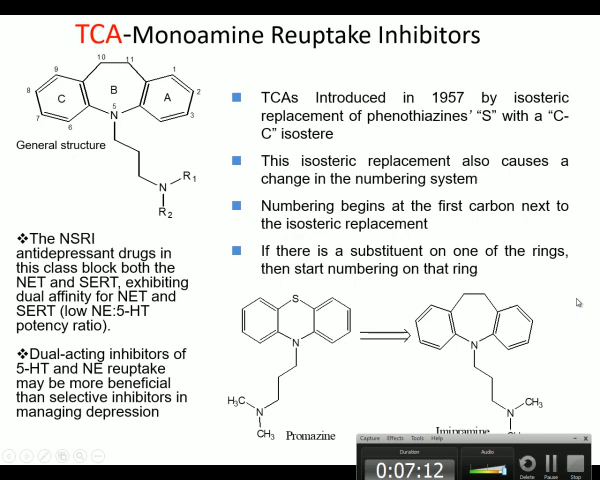 TCA-Monoamine Reuptake Inhibitors
10
11
9
1
8
2
C
B
A
5
7
3
6
N
General structure
R1
N
R2
❖The NSRI
antidepressant drugs in
this class block both the
NET and SERT, exhibiting
dual affinity for NET and
SERT (low NE:5-HT
potency ratio).
❖Dual-acting inhibitors of
5-HT and NE reuptake
may be more beneficial
than selective inhibitors in
managing depression
■ TCAs Introduced in 1957 by isosteric
replacement of phenothiazines' “S” with a “C-
C” isostere
■ This isosteric replacement also causes a
change in the numbering system
■ Numbering begins at the first carbon next to
the isosteric replacement
■ If there is a substituent on one of the rings,
then start numbering on that ring
S
N
H3C
N
CH3
Promazine
N
CH3
N
Imipramine
Capture Effects Tools Help
Duration
0:07:12
Audio
Delete
Pause
Stop